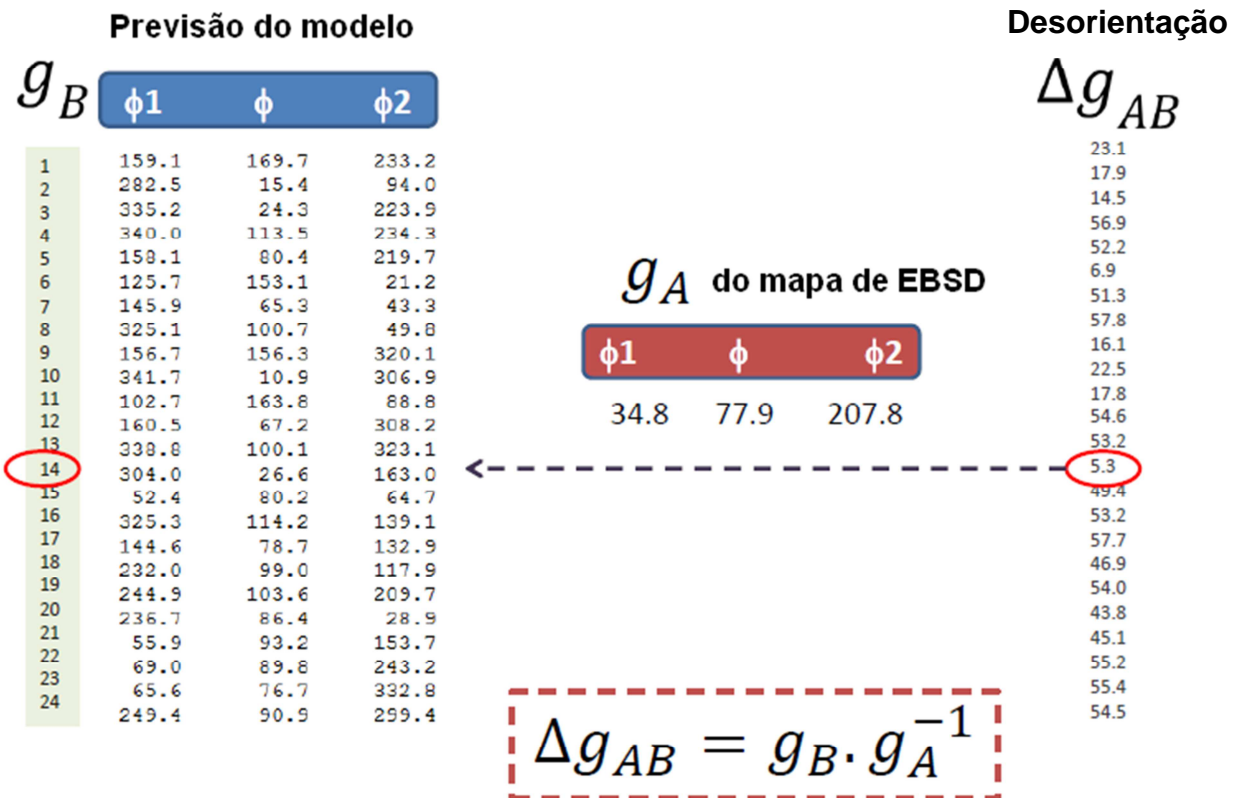 Previsão do modelo
Desorientação
g_B ϕ1 ϕ ϕ2
Δg_AB
1 159.1 169.7 233.2 23.1
2 282.5 15.4 94.0 17.9
3 335.2 24.3 223.9 14.5
4 340.0 113.5 234.3 56.9
5 158.1 80.4 219.7 52.2
6 125.7 153.1 21.2 6.9
7 145.9 65.3 43.3 51.3
8 325.1 100.7 49.8 57.8
9 156.7 156.3 320.1 16.1
10 341.7 10.9 306.9 22.5
11 102.7 163.8 88.8 17.8
12 160.5 67.2 308.2 54.6
13 338.8 100.1 323.1 53.2
14 304.0 26.6 163.0 5.3
15 52.4 80.2 64.7 49.4
16 325.3 114.2 139.1 53.2
17 144.6 78.7 132.9 57.7
18 232.0 99.0 117.9 46.9
19 244.9 103.6 209.7 54.0
20 236.7 86.4 28.9 43.8
21 55.9 93.2 153.7 45.1
22 69.0 89.8 243.2 55.2
23 65.6 76.7 332.8 55.4
24 249.4 90.9 299.4 54.5
g_A do mapa de EBSD
ϕ1 ϕ ϕ2
34.8 77.9 207.8
Δg_AB = g_B . g_A^−1